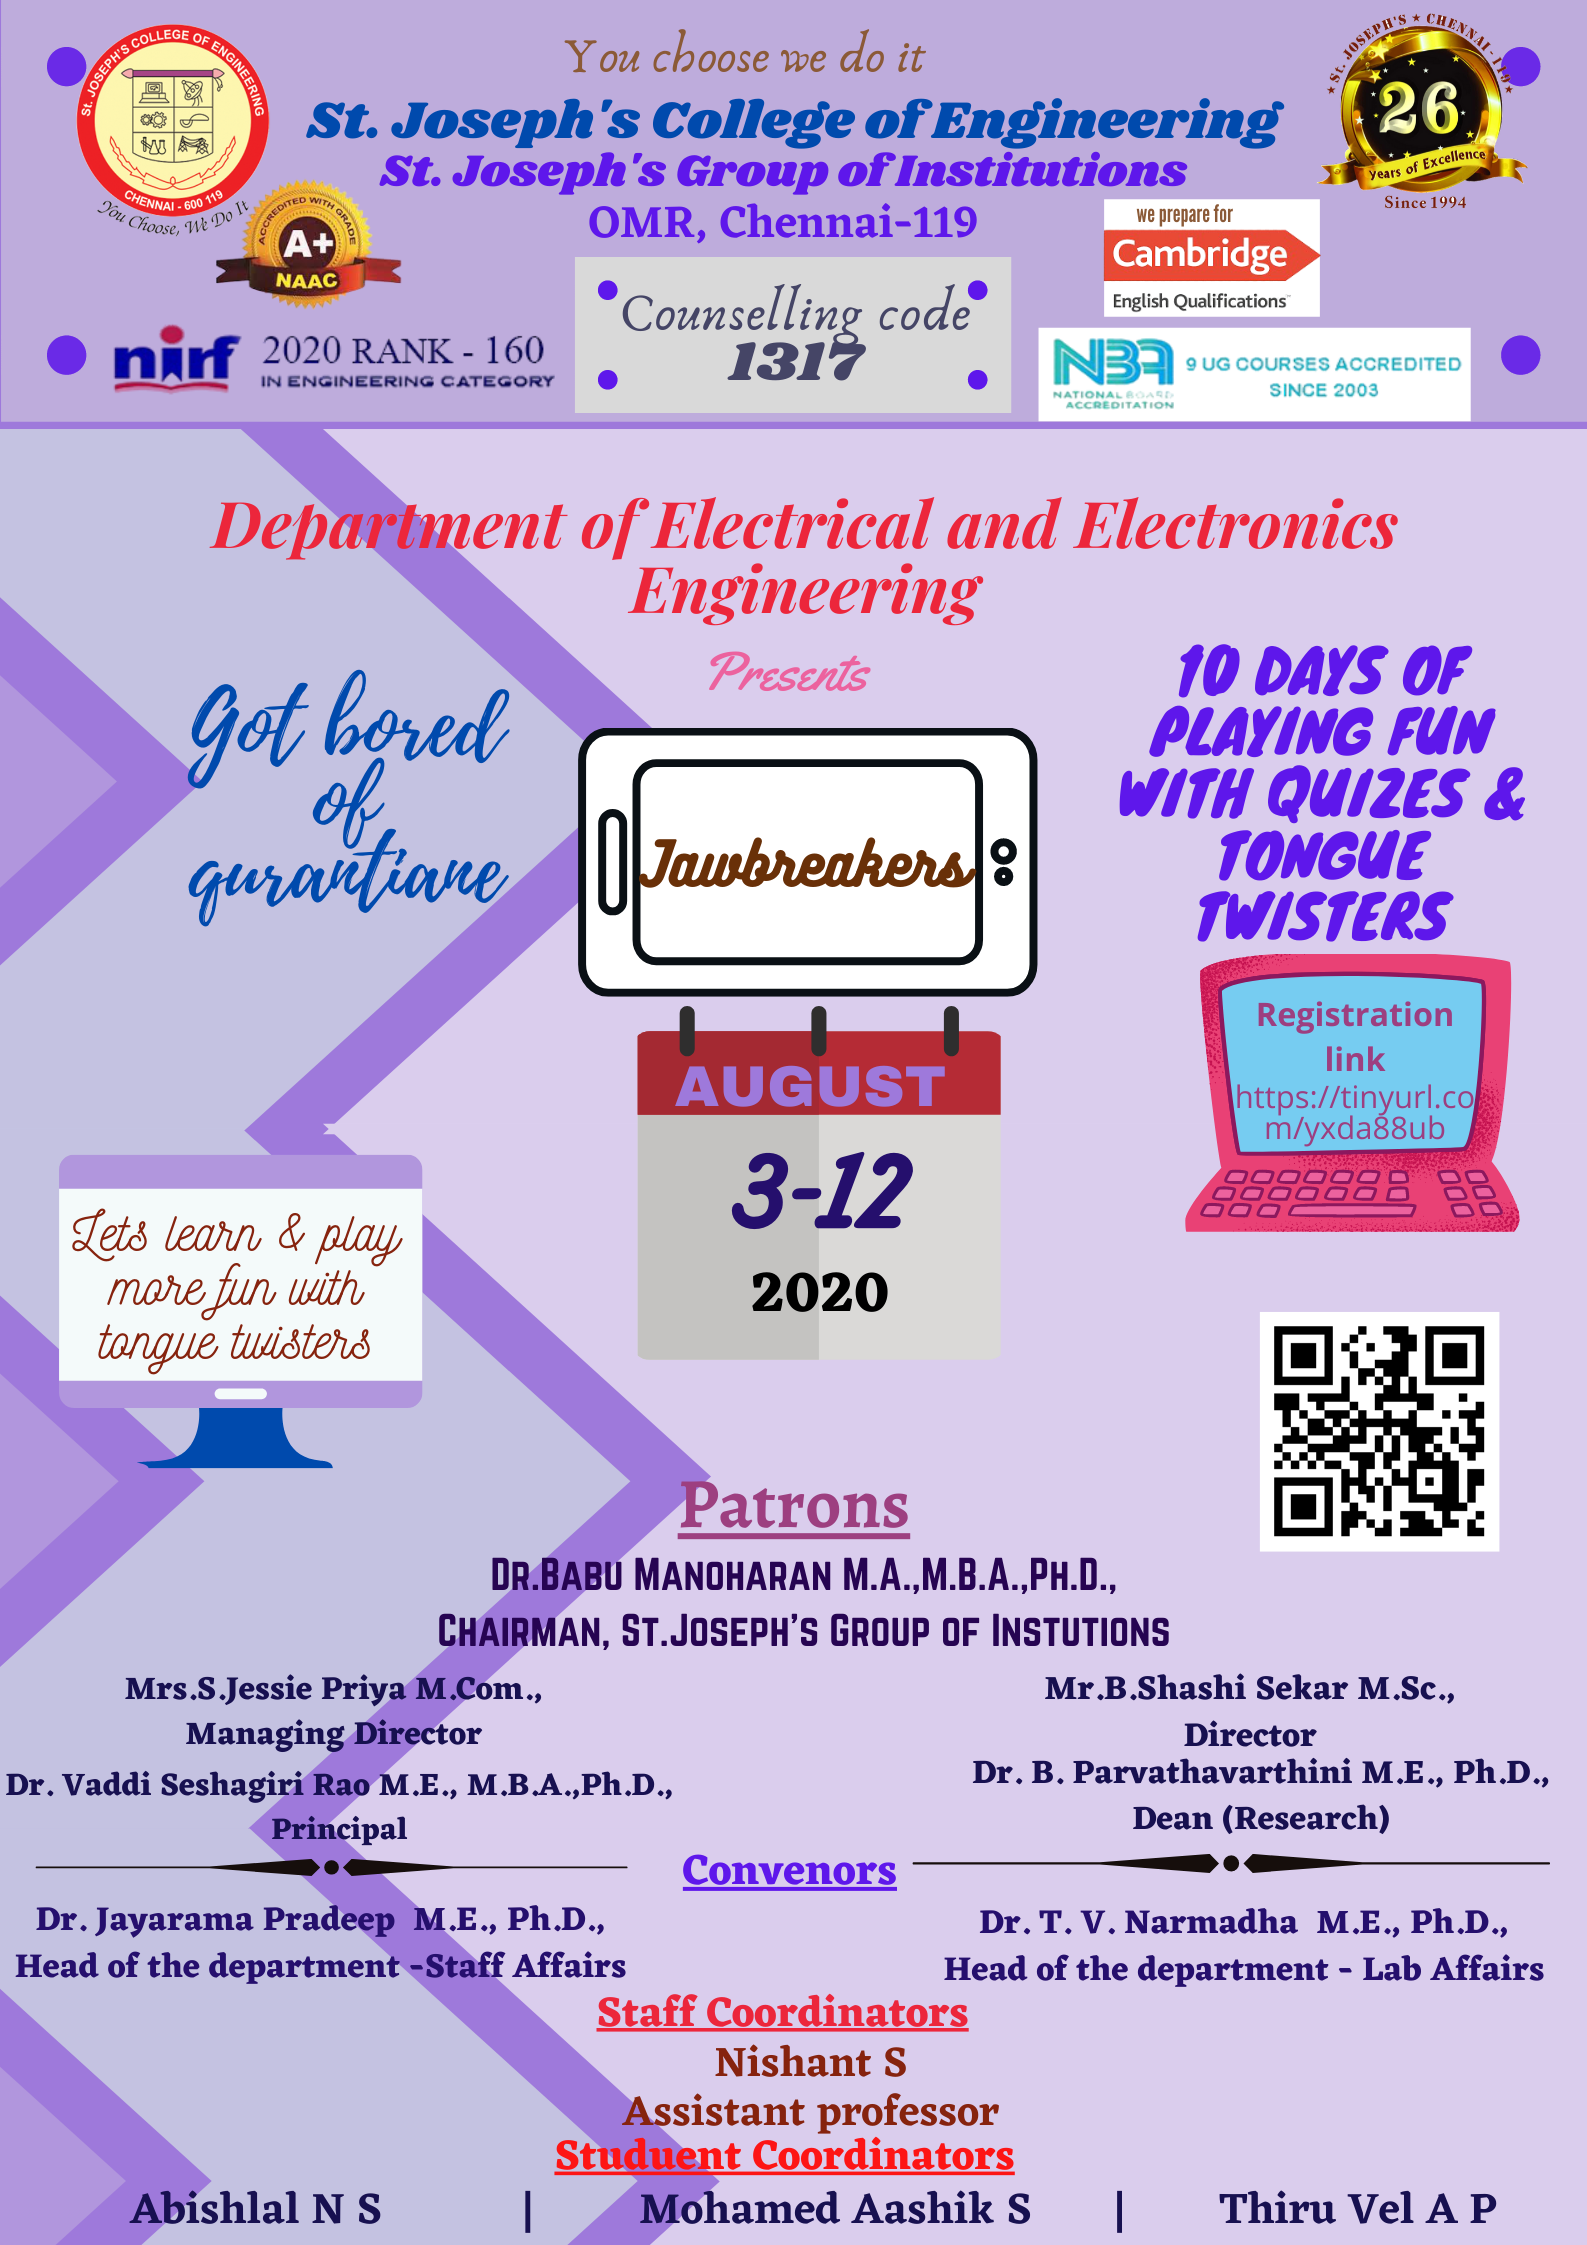 You choose we do it
St. Joseph's College of Engineering
St. Joseph's Group of Institutions
OMR, Chennai-119
St. JOSEPH'S COLLEGE OF ENGINEERING
CHENNAI - 600 119
You Choose, We Do It
ACCREDITED WITH GRADE
A+
NAAC
St. JOSEPH'S ★ CHENNAI - 119
26
Years of Excellence
Since 1994
we prepare for
Cambridge
English Qualifications
nirf
2020 RANK - 160
IN ENGINEERING CATEGORY
Counselling code
1317
NBA
NATIONAL BOARD
ACCREDITATION
9 UG COURSES ACCREDITED
SINCE 2003
Department of Electrical and Electronics
Engineering
Presents
Got bored
of
qurantiane
Jawbreakers
10 DAYS OF
PLAYING FUN
WITH QUIZES &
TONGUE
TWISTERS
Registration
link
https://tinyurl.co
m/yxda88ub
AUGUST
3-12
2020
Lets learn & play
more fun with
tongue twisters
Patrons
Dr.Babu Manoharan M.A.,M.B.A.,Ph.D.,
Chairman, St.Joseph's Group of Instutions
Mrs.S.Jessie Priya M.Com.,
Managing Director
Mr.B.Shashi Sekar M.Sc.,
Director
Dr. Vaddi Seshagiri Rao M.E., M.B.A.,Ph.D.,
Principal
Dr. B. Parvathavarthini M.E., Ph.D.,
Dean (Research)
Convenors
Dr. Jayarama Pradeep M.E., Ph.D.,
Head of the department -Staff Affairs
Dr. T. V. Narmadha M.E., Ph.D.,
Head of the department - Lab Affairs
Staff Coordinators
Nishant S
Assistant professor
Studuent Coordinators
Abishlal N S | Mohamed Aashik S | Thiru Vel A P